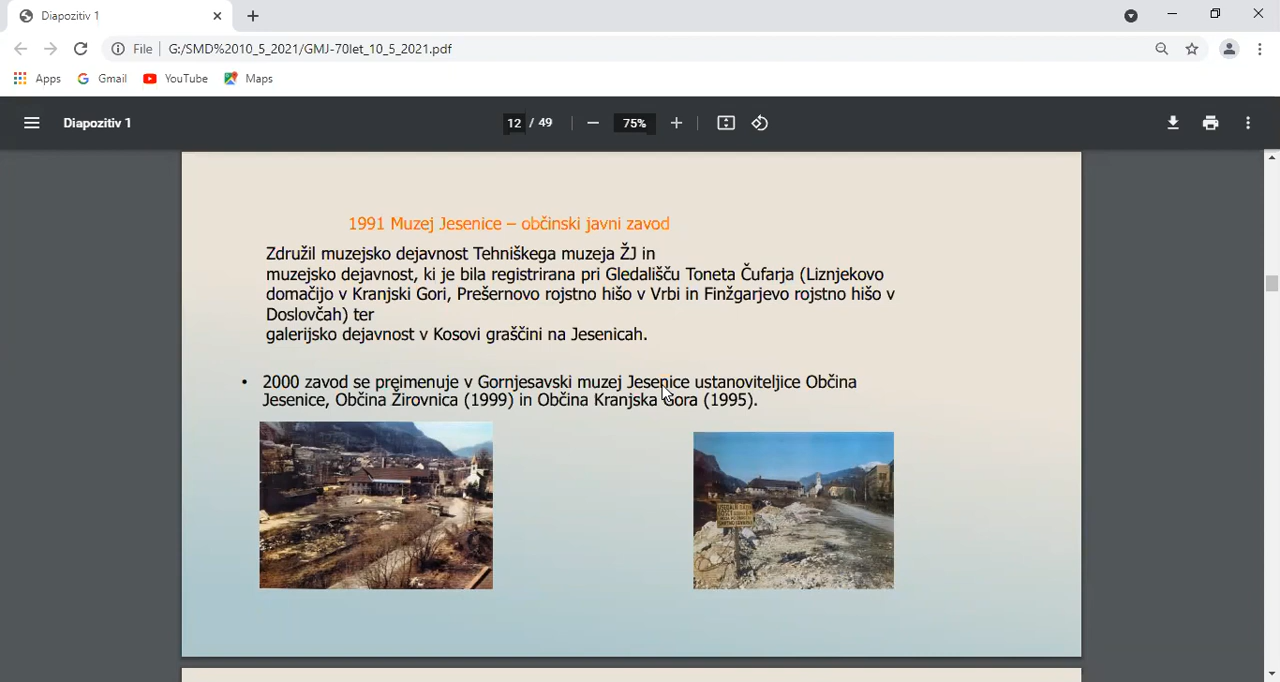 Diapozitiv 1
File G:/SMD%2010_5_2021/GMJ-70let_10_5_2021.pdf
Apps Gmail YouTube Maps
Diapozitiv 1 12 / 49 75%
1991 Muzej Jesenice – občinski javni zavod
Združil muzejsko dejavnost Tehniškega muzeja ŽJ in
muzejsko dejavnost, ki je bila registrirana pri Gledališču Toneta Čufarja (Liznjekovo
domačijo v Kranjski Gori, Prešernovo rojstno hišo v Vrbi in Finžgarjevo rojstno hišo v
Doslovčah) ter
galerijsko dejavnost v Kosovi graščini na Jesenicah.
• 2000 zavod se preimenuje v Gornjesavski muzej Jesenice ustanoviteljice Občina
Jesenice, Občina Žirovnica (1999) in Občina Kranjska Gora (1995).